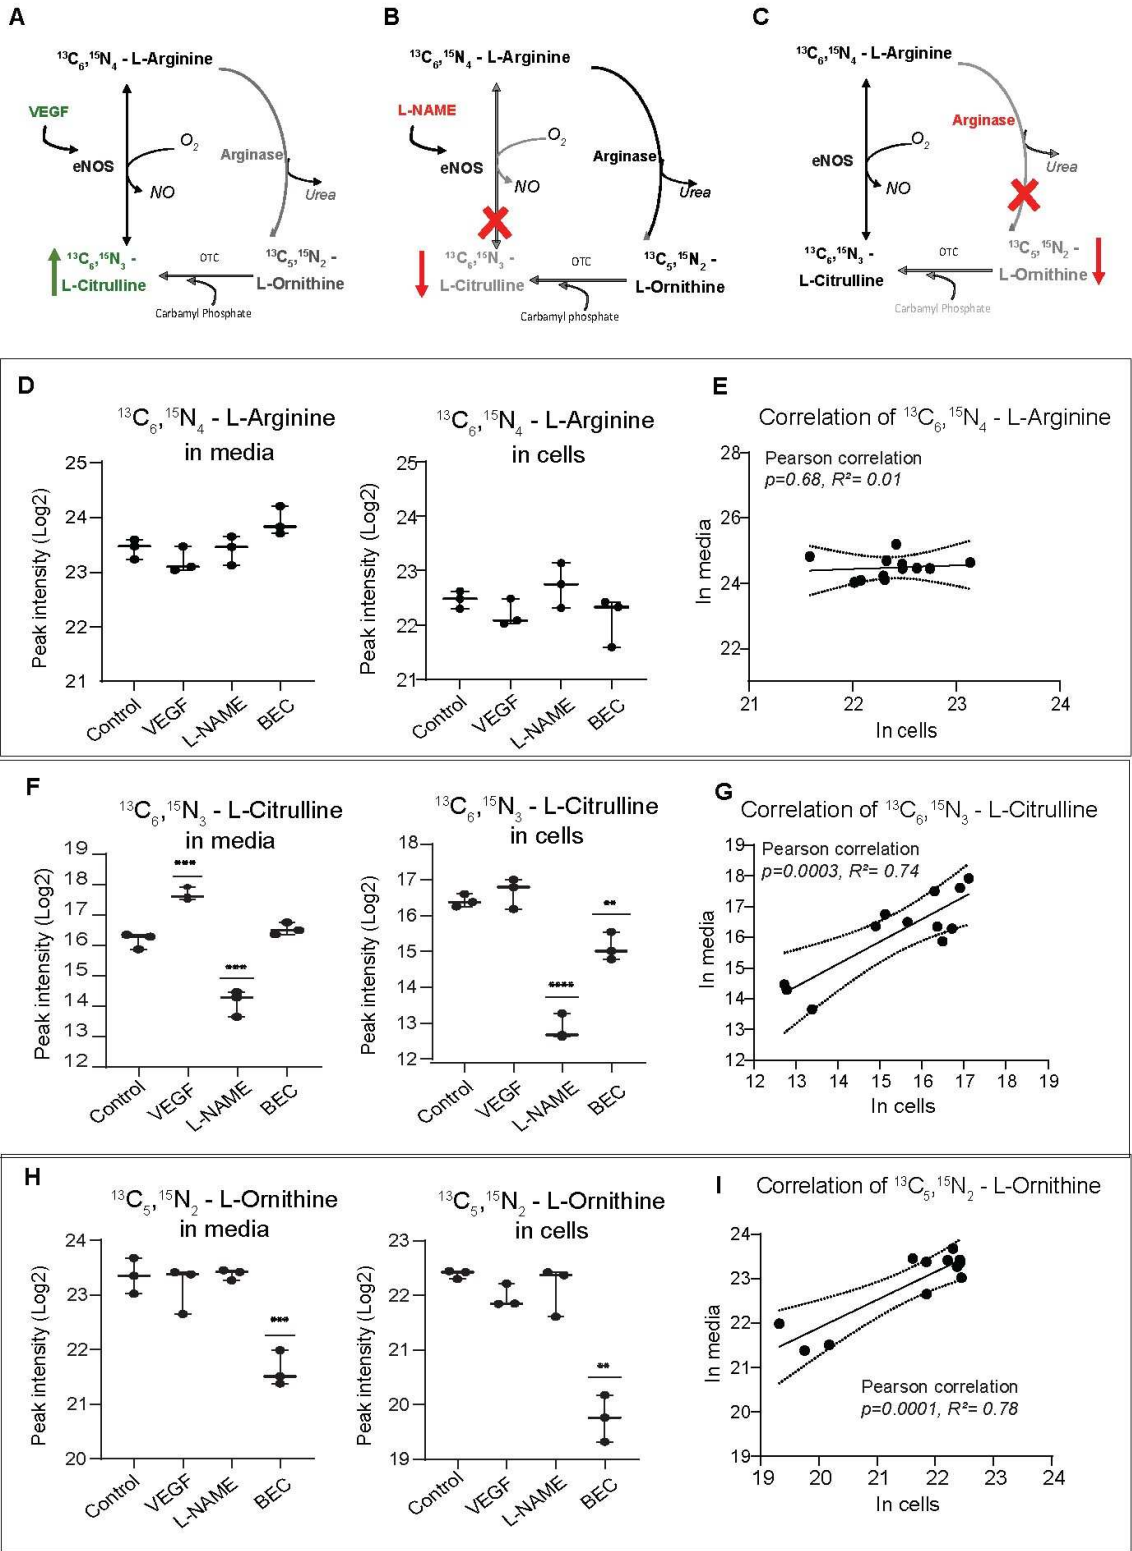 A
¹³C₆,¹⁵N₄ - L-Arginine
VEGF
eNOS
O₂
NO
Arginase
Urea
¹³C₆,¹⁵N₃ -
L-Citrulline
OTC
¹³C₅,¹⁵N₂ -
L-Ornithine
Carbamyl Phosphate
B
¹³C₆,¹⁵N₄ - L-Arginine
L-NAME
eNOS
O₂
NO
Arginase
Urea
¹³C₆,¹⁵N₃ -
L-Citrulline
OTC
¹³C₅,¹⁵N₂ -
L-Ornithine
Carbamyl phosphate
C
¹³C₆,¹⁵N₄ - L-Arginine
Arginase
eNOS
O₂
NO
Urea
¹³C₆,¹⁵N₃ -
L-Citrulline
OTC
¹³C₅,¹⁵N₂ -
L-Ornithine
Carbamyl Phosphate
D
¹³C₆,¹⁵N₄ - L-Arginine
in media
Peak intensity (Log2)
25
24
23
22
21
Control
VEGF
L-NAME
BEC
¹³C₆,¹⁵N₄ - L-Arginine
in cells
Peak intensity (Log2)
25
24
23
22
21
Control
VEGF
L-NAME
BEC
E
Correlation of ¹³C₆,¹⁵N₄ - L-Arginine
Pearson correlation
p=0.68, R²= 0.01
In media
28
26
24
22
21
22
23
24
In cells
F
¹³C₆,¹⁵N₃ - L-Citrulline
in media
Peak intensity (Log2)
19
18
17
16
15
14
13
12
***
***
Control
VEGF
L-NAME
BEC
¹³C₆,¹⁵N₃ - L-Citrulline
in cells
Peak intensity (Log2)
18
17
16
15
14
13
12
****
**
Control
VEGF
L-NAME
BEC
G
Correlation of ¹³C₆,¹⁵N₃ - L-Citrulline
Pearson correlation
p=0.0003, R²= 0.74
In media
19
18
17
16
15
14
13
12
12 13 14 15 16 17 18 19
In cells
H
¹³C₅,¹⁵N₂ - L-Ornithine
in media
Peak intensity (Log2)
24
23
22
21
20
***
Control
VEGF
L-NAME
BEC
¹³C₅,¹⁵N₂ - L-Ornithine
in cells
Peak intensity (Log2)
23
22
21
20
19
**
Control
VEGF
L-NAME
BEC
I
Correlation of ¹³C₅,¹⁵N₂ - L-Ornithine
In media
24
23
22
21
20
19
Pearson correlation
p=0.0001, R²= 0.78
19 20 21 22 23 24
In cells